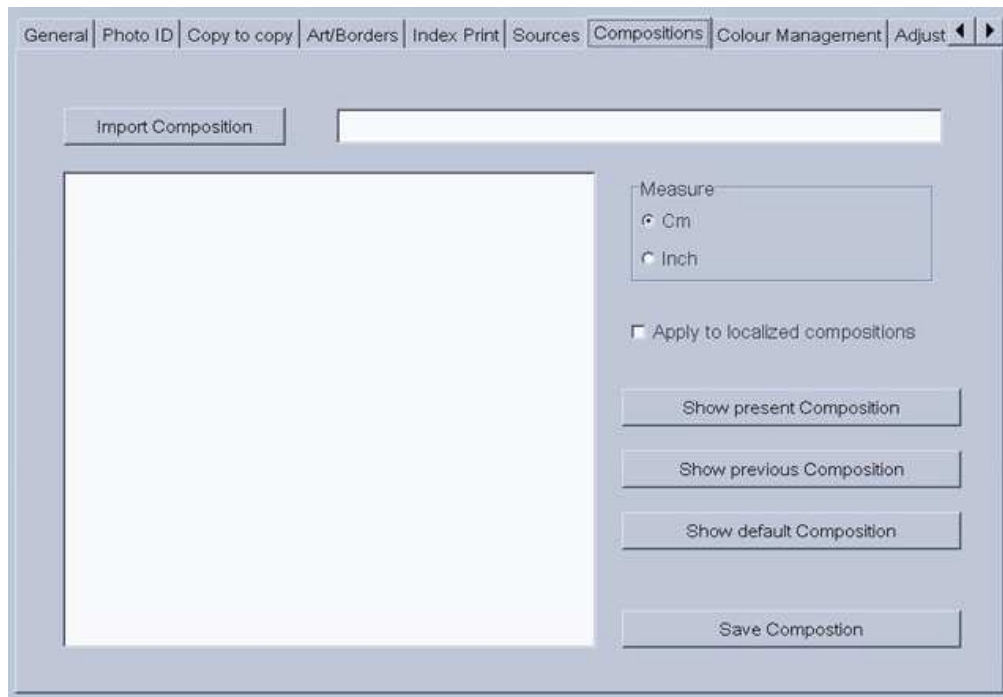 General Photo ID Copy to copy Art/Borders Index Print Sources Compositions Colour Management Adjust
Import Composition
Measure
Cm
Inch
Apply to localized compositions
Show present Composition
Show previous Composition
Show default Composition
Save Compostion